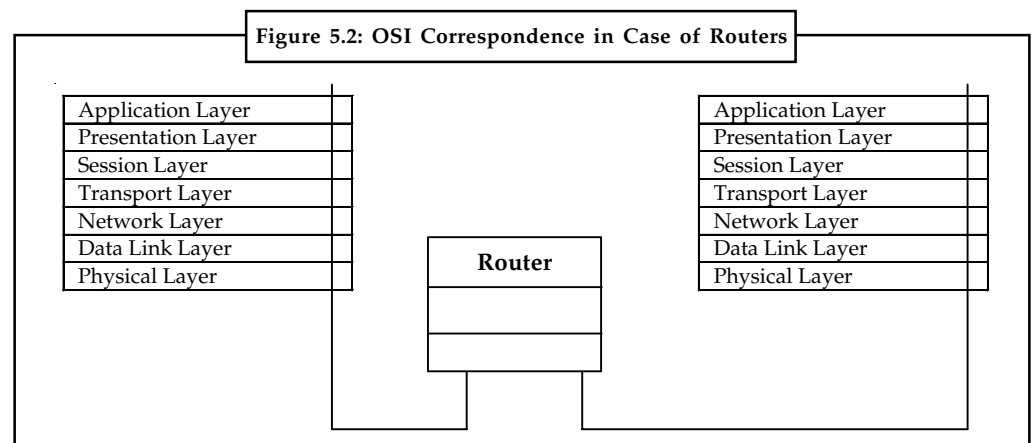 Figure 5.2: OSI Correspondence in Case of Routers
Application Layer
Presentation Layer
Session Layer
Transport Layer
Network Layer
Data Link Layer
Physical Layer
Router
Application Layer
Presentation Layer
Session Layer
Transport Layer
Network Layer
Data Link Layer
Physical Layer